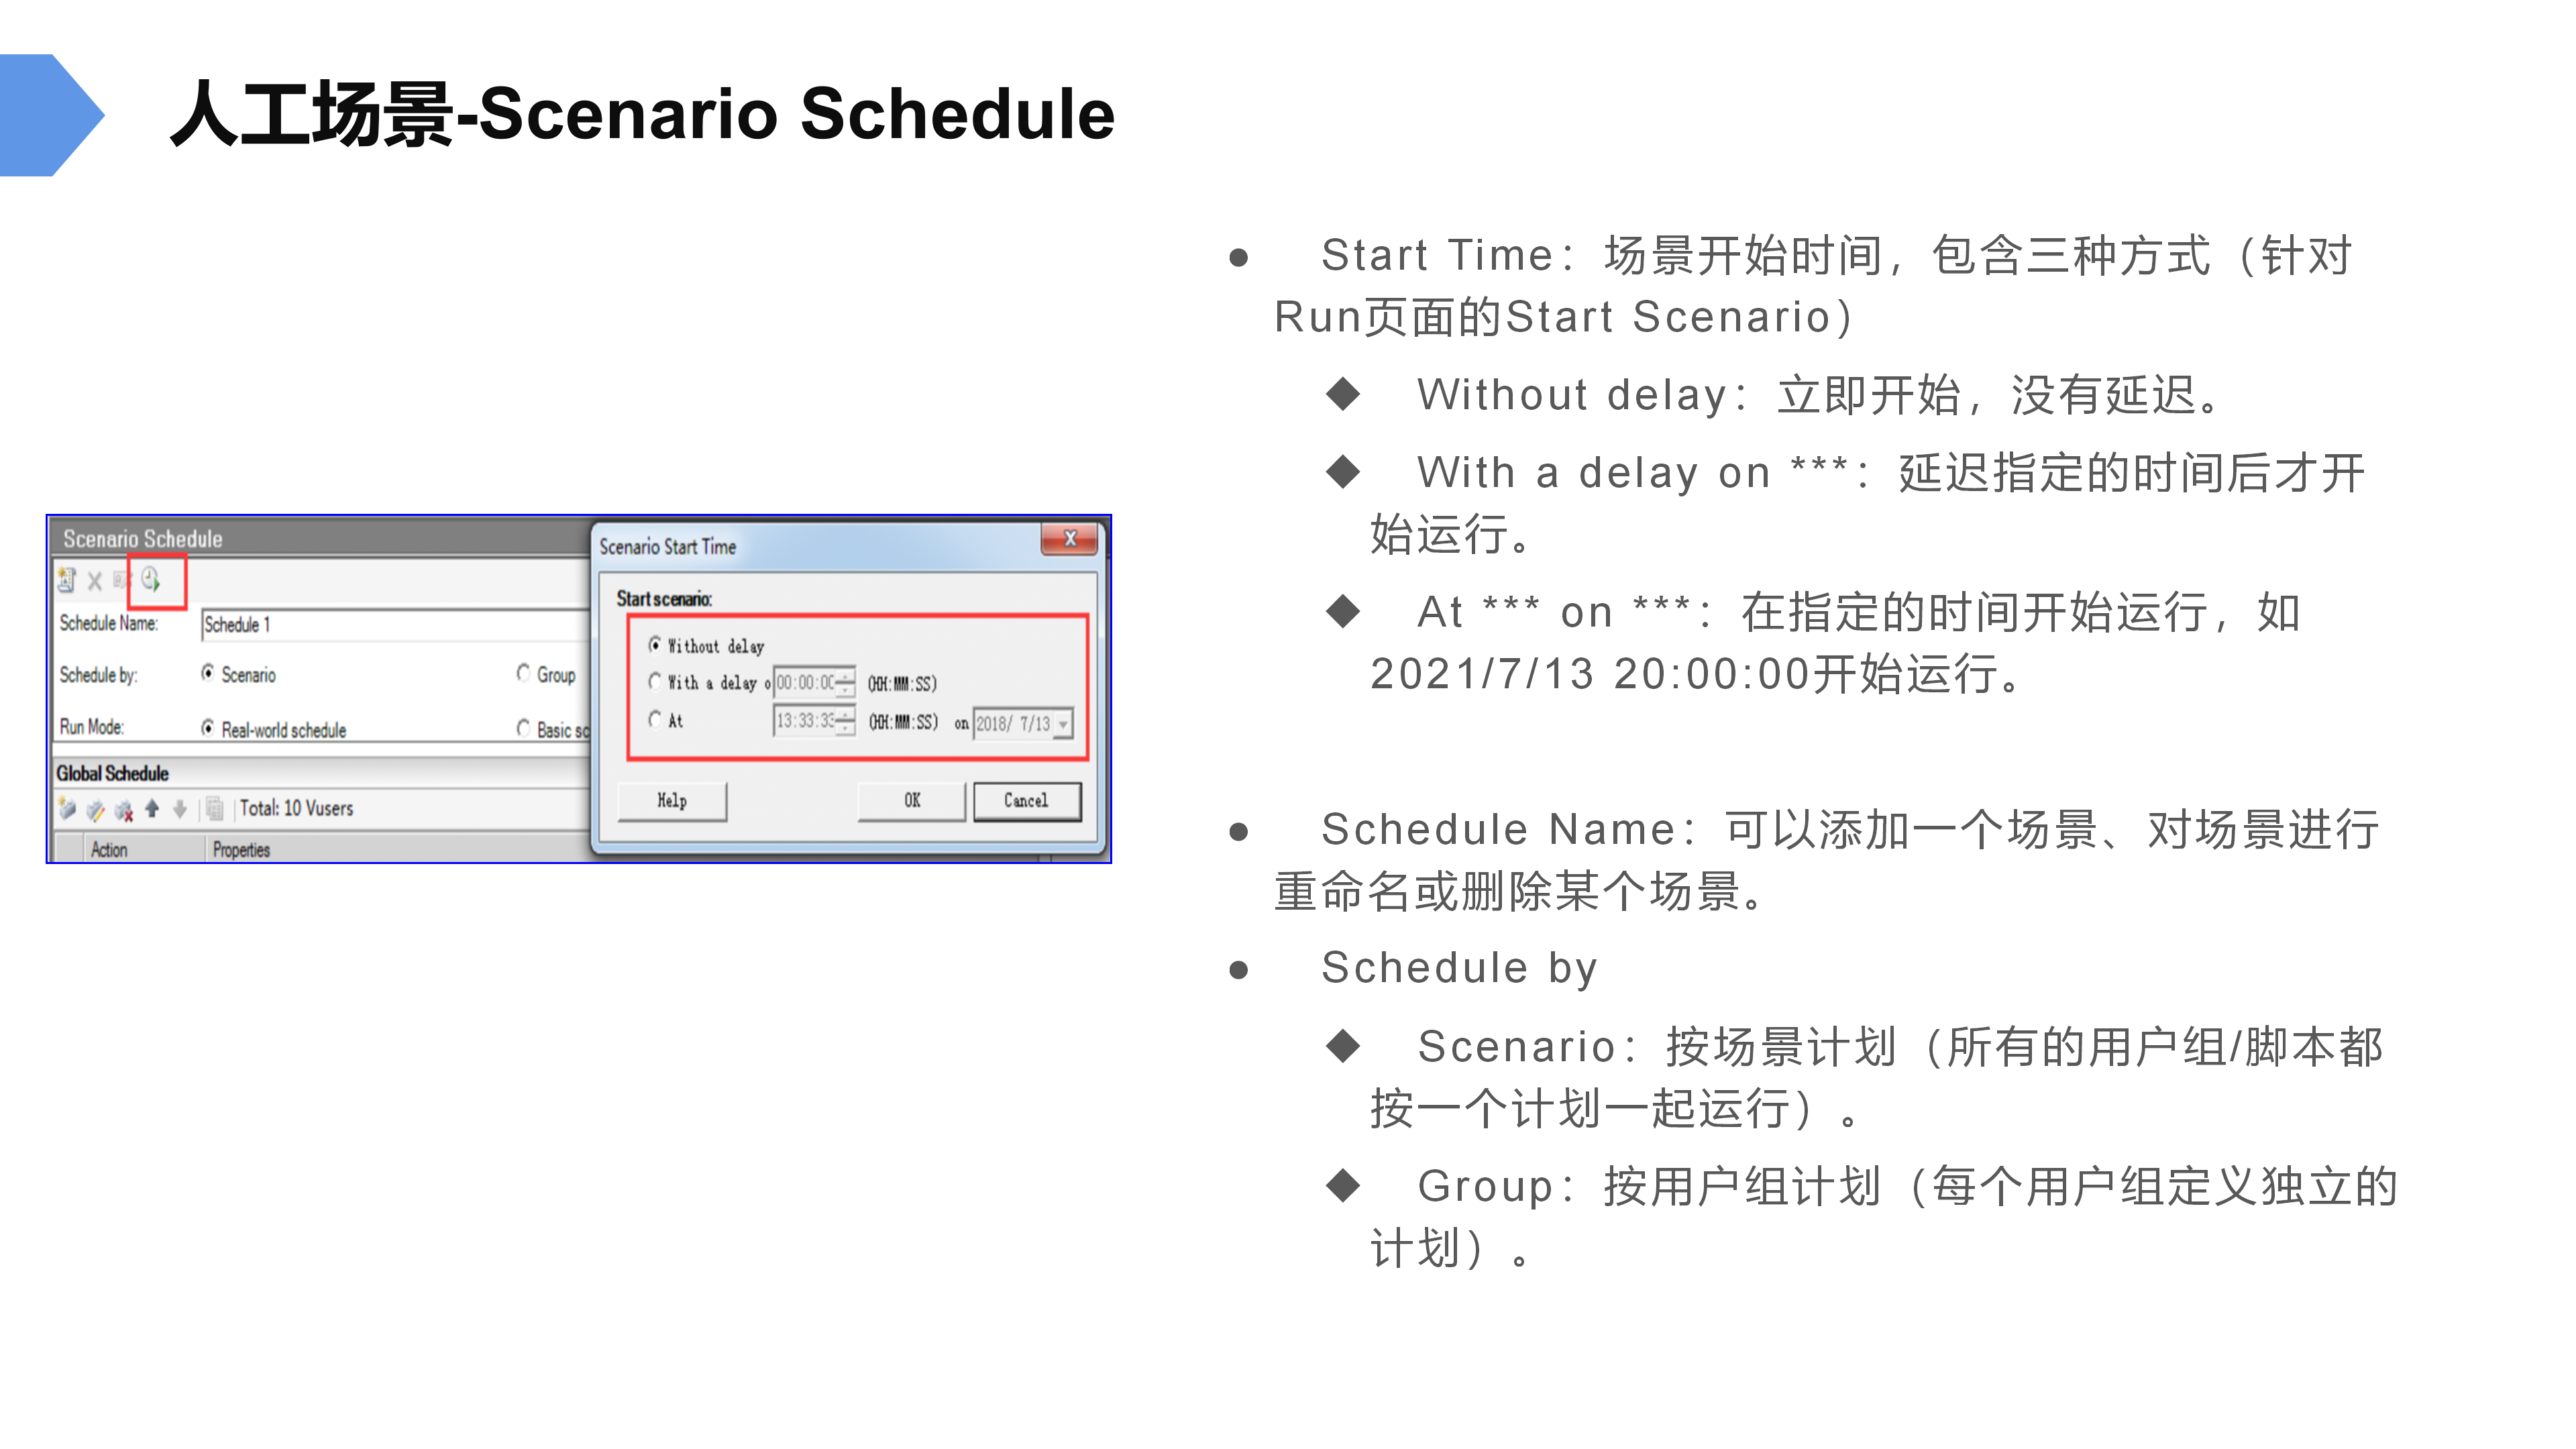 人工场景-Scenario Schedule
Scenario Schedule
Schedule Name:
Schedule 1
Schedule by:
Scenario
Group
Run Mode:
Real-world schedule
Basic sc
Global Schedule
Total: 10 Vusers
Action
Properties
Scenario Start Time
Start scenario:
Without delay
With a delay o 00:00:00 (HH:MM:SS)
At 13:33:33 (HH:MM:SS) on 2018/ 7/13
Help
OK
Cancel
● Start Time：场景开始时间，包含三种方式（针对
Run页面的Start Scenario）
◆ Without delay：立即开始，没有延迟。
◆ With a delay on ***：延迟指定的时间后才开
始运行。
◆ At *** on ***：在指定的时间开始运行，如
2021/7/13 20:00:00开始运行。
● Schedule Name：可以添加一个场景、对场景进行
重命名或删除某个场景。
● Schedule by
◆ Scenario：按场景计划（所有的用户组/脚本都
按一个计划一起运行）。
◆ Group：按用户组计划（每个用户组定义独立的
计划）。